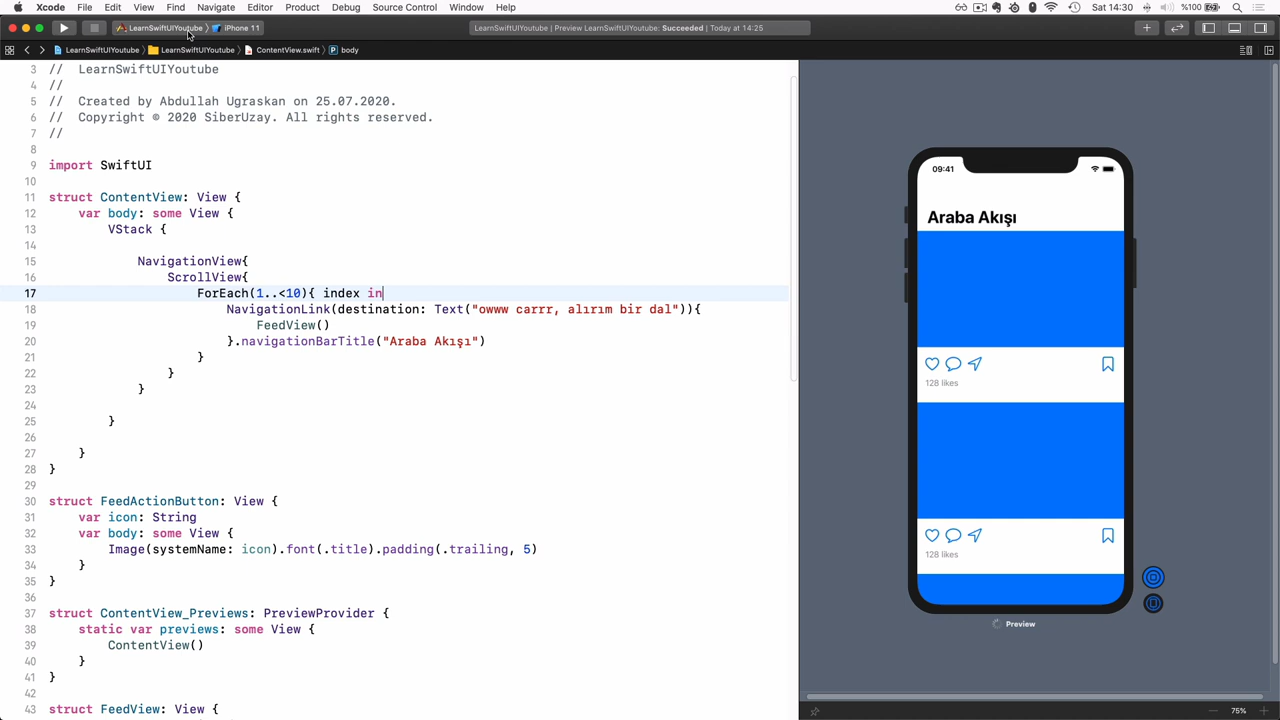 Xcode File Edit View Find Navigate Editor Product Debug Source Control Window Help Sat 14:30 %100
LearnSwiftUIYoutube 〉 iPhone 11 LearnSwiftUIYoutube | Preview LearnSwiftUIYoutube: Succeeded | Today at 14:25
LearnSwiftUIYoutube 〉 LearnSwiftUIYoutube 〉 ContentView.swift 〉 P body
3 // LearnSwiftUIYoutube
4 //
5 // Created by Abdullah Ugraskan on 25.07.2020.
6 // Copyright © 2020 SiberUzay. All rights reserved.
7 //
8
9 import SwiftUI
10
11 struct ContentView: View {
12 var body: some View {
13 VStack {
14
15 NavigationView{
16 ScrollView{
17 ForEach(1..<10){ index in
18 NavigationLink(destination: Text("owww carrr, alırım bir dal")){
19 FeedView()
20 }.navigationBarTitle("Araba Akışı")
21 }
22 }
23 }
24
25 }
26
27 }
28 }
29
30 struct FeedActionButton: View {
31 var icon: String
32 var body: some View {
33 Image(systemName: icon).font(.title).padding(.trailing, 5)
34 }
35 }
36
37 struct ContentView_Previews: PreviewProvider {
38 static var previews: some View {
39 ContentView()
40 }
41 }
42
43 struct FeedView: View {
09:41
Araba Akışı
128 likes
128 likes
Preview
75%